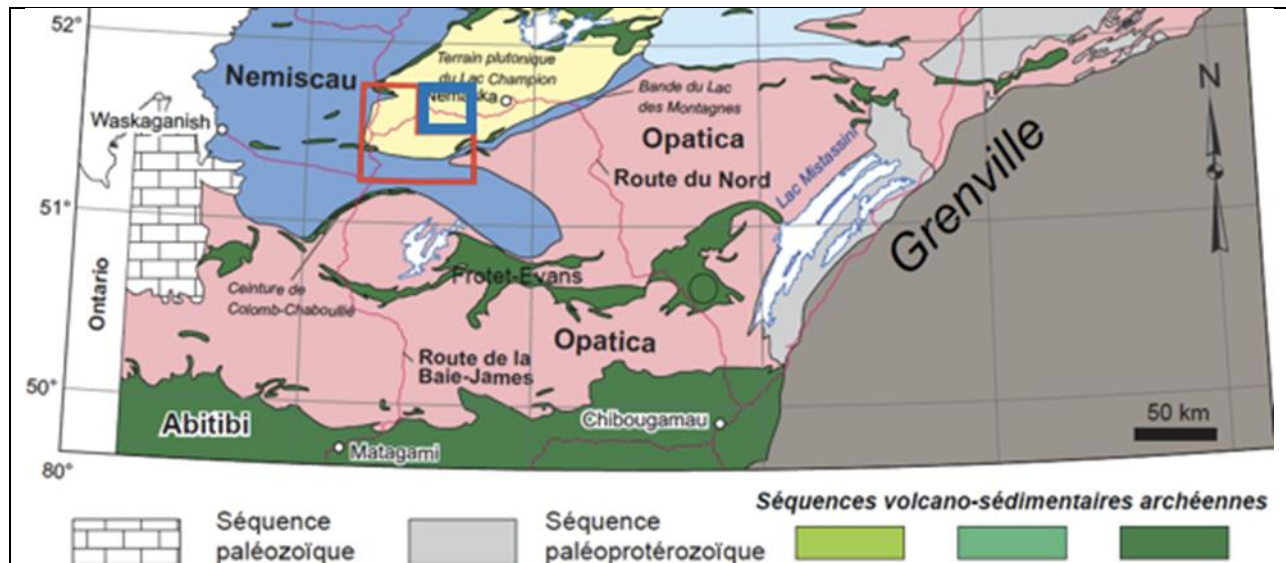 52°
Terrain plutonique
du Lac Champion
Nemiscau
Nemaska
Bande du Lac
des Montagnes
N
Waskaganish
Opatica
Route du Nord
Lac Mistassini
51°
Grenville
Ontario
Frotet-Evans
Ceinture de
Colomb-Chaboullié
Opatica
Route de la
Baie-James
50°
Abitibi
Chibougamau
50 km
Matagami
80°
Séquence
paléozoïque
Séquence
paléoprotérozoïque
Séquences volcano-sédimentaires archéennes